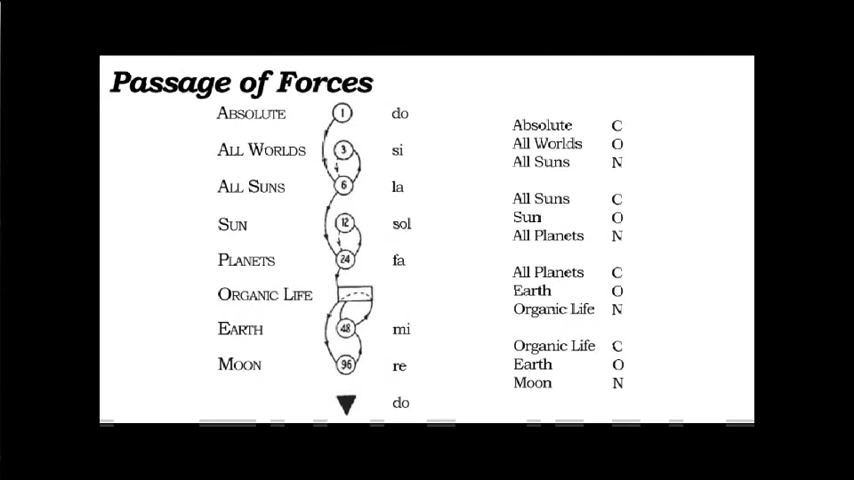 Passage of Forces
ABSOLUTE 1 do
ALL WORLDS 3 si
ALL SUNS 6 la
SUN 12 sol
PLANETS 24 fa
ORGANIC LIFE
EARTH 48 mi
MOON 96 re
do
Absolute C
All Worlds O
All Suns N
All Suns C
Sun O
All Planets N
All Planets C
Earth O
Organic Life N
Organic Life C
Earth O
Moon N